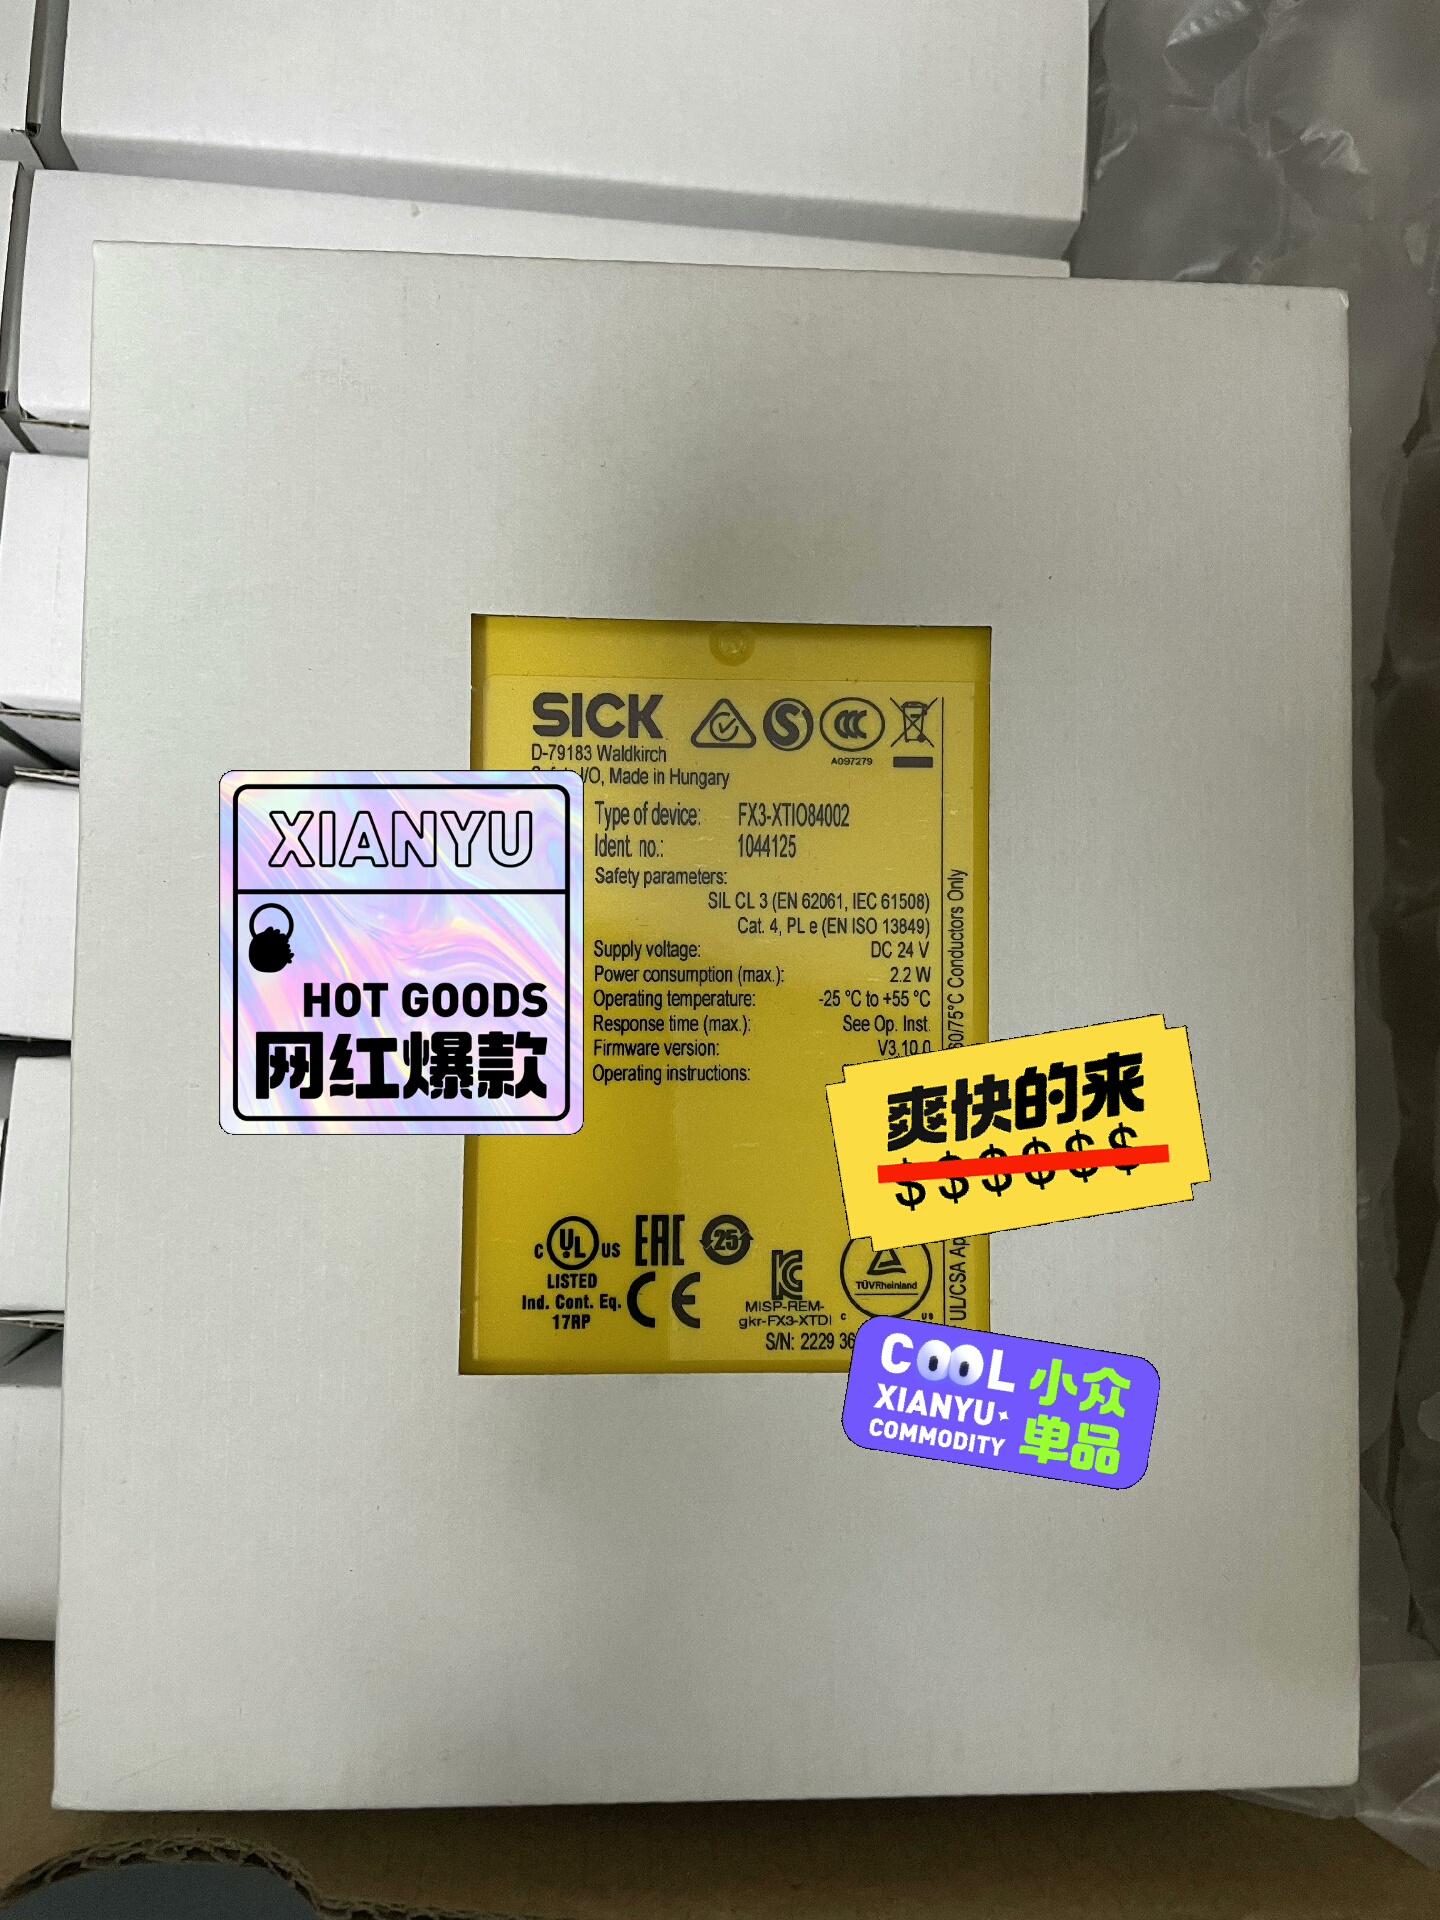 SICK
D-79183 Waldkirch
I/O, Made in Hungary
A097279
Type of device: FX3-XTIO84002
Ident. no.: 1044125
Safety parameters:
SIL CL 3 (EN 62061, IEC 61508)
Cat. 4, PL e (EN ISO 13849)
Supply voltage: DC 24 V
Power consumption (max.): 2.2 W
Operating temperature: -25 °C to +55 °C
Response time (max.): See Op. Inst.
Firmware version: V3.10.0
Operating instructions:
60/75°C Conductors Only
UL/CSA
XIANYU
HOT GOODS
网红爆款
爽快的来
$$$$$$
C UL US
LISTED
Ind. Cont. Eq.
17RP
EAC
25
CE
KC
MISP-REM-
gkr-FX3-XTDI
TÜVRheinland
C US
S/N: 2229 36
COOL
XIANYU
COMMODITY
小众
单品